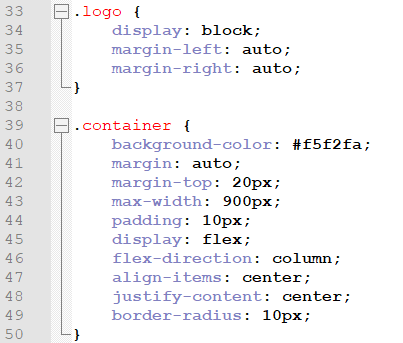 33 .logo {
34     display: block;
35     margin-left: auto;
36     margin-right: auto;
37 }
38
39 .container {
40     background-color: #f5f2fa;
41     margin: auto;
42     margin-top: 20px;
43     max-width: 900px;
44     padding: 10px;
45     display: flex;
46     flex-direction: column;
47     align-items: center;
48     justify-content: center;
49     border-radius: 10px;
50 }